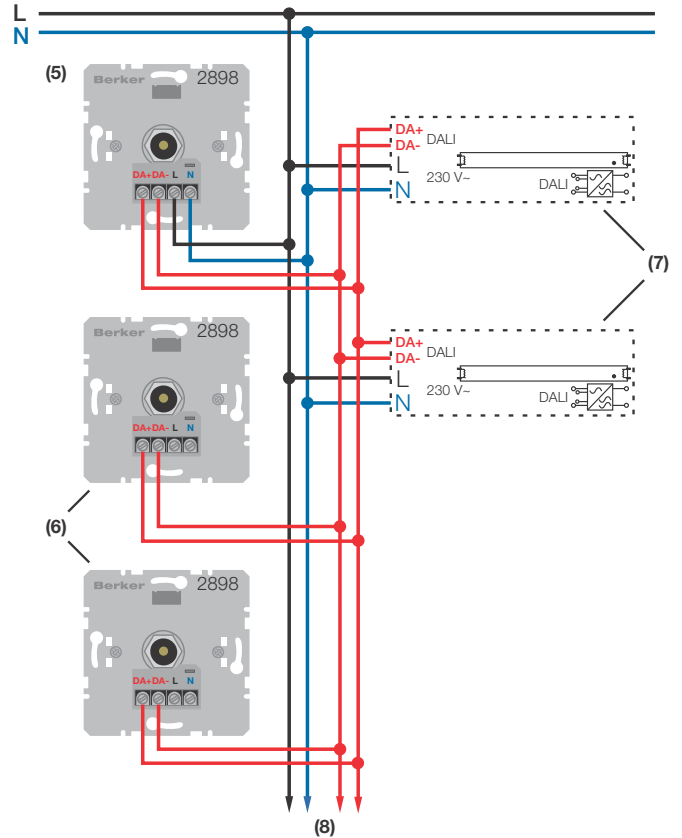 L
N
(5)
Berker 2898
DA+ DA- L N
DA+
DA- DALI
L
230 V~
DALI
N
(7)
Berker 2898
DA+ DA- L N
DA+
DA- DALI
L
230 V~
DALI
N
(6)
Berker 2898
DA+ DA- L N
(8)